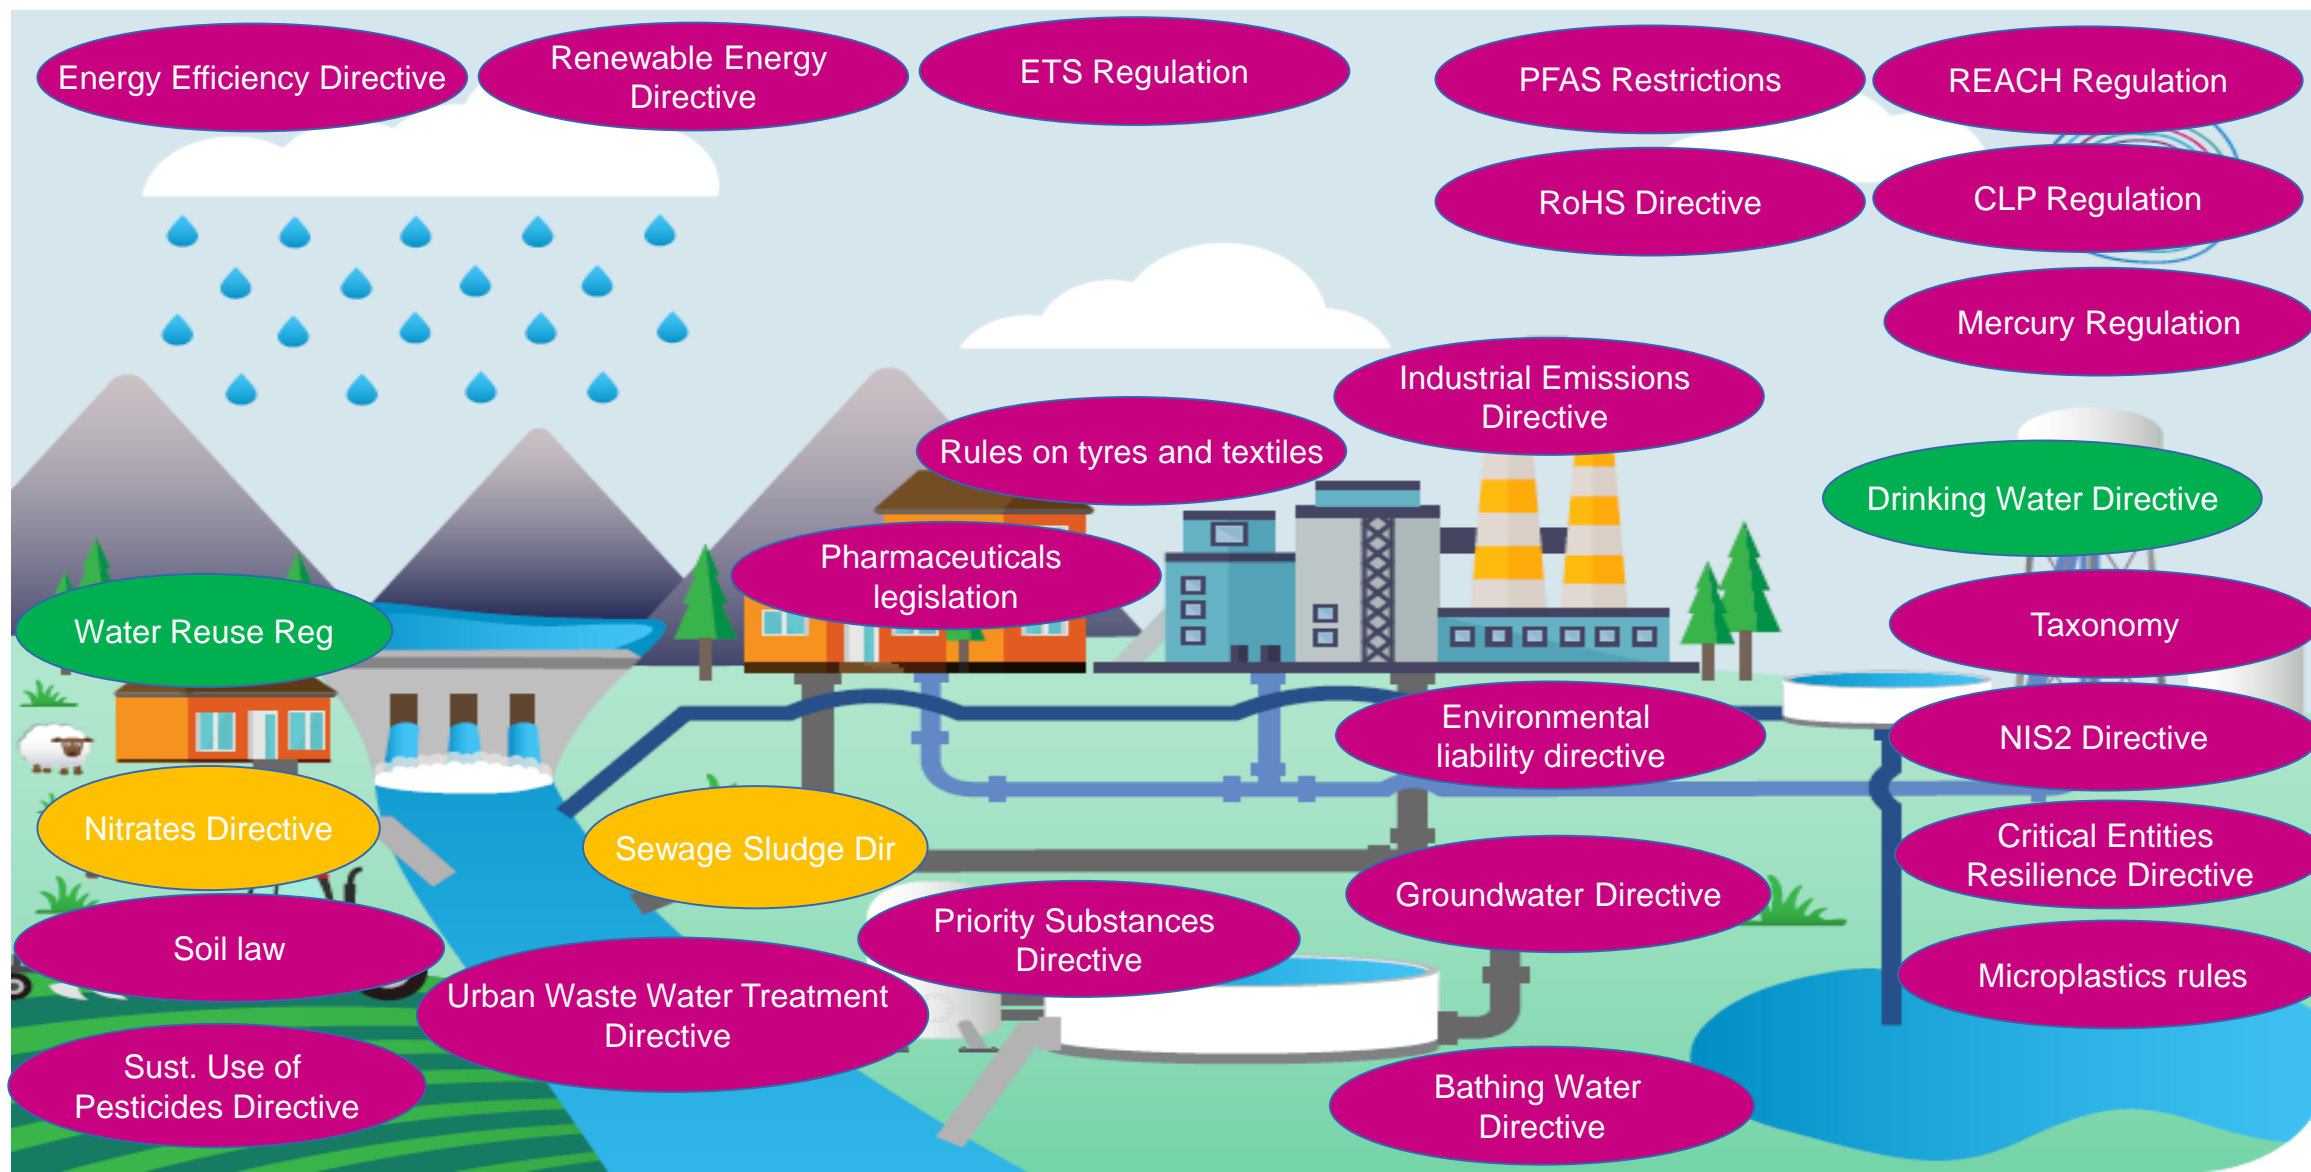 Energy Efficiency Directive
Renewable Energy
Directive
ETS Regulation
PFAS Restrictions
REACH Regulation
RoHS Directive
CLP Regulation
Mercury Regulation
Industrial Emissions
Directive
Rules on tyres and textiles
Drinking Water Directive
Pharmaceuticals
legislation
Water Reuse Reg
Taxonomy
Environmental
liability directive
NIS2 Directive
Nitrates Directive
Sewage Sludge Dir
Critical Entities
Resilience Directive
Groundwater Directive
Priority Substances
Directive
Soil law
Microplastics rules
Urban Waste Water Treatment
Directive
Sust. Use of
Pesticides Directive
Bathing Water
Directive